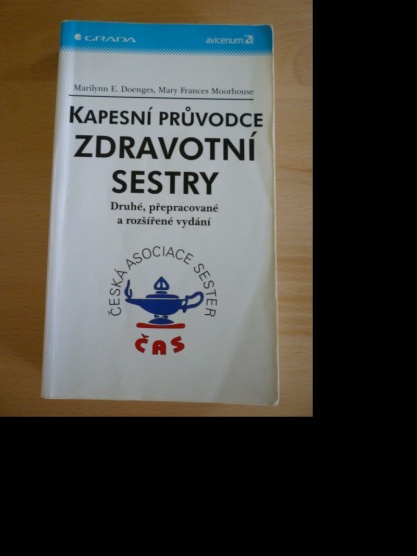 GRADA avicenum
Marilynn E. Doenges, Mary Frances Moorhouse
KAPESNÍ PRŮVODCE
ZDRAVOTNÍ
SESTRY
Druhé, přepracované
a rozšířené vydání
ČESKÁ ASOCIACE SESTER
ČAS